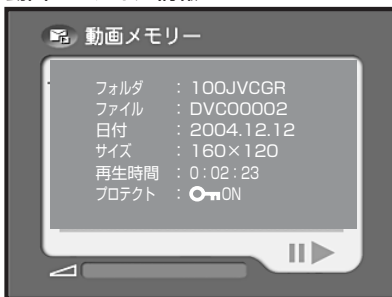 動画メモリー
フォルダ : 100JVCGR
ファイル : DVC00002
日付 : 2004.12.12
サイズ : 160×120
再生時間 : 0:02:23
プロテクト : ON